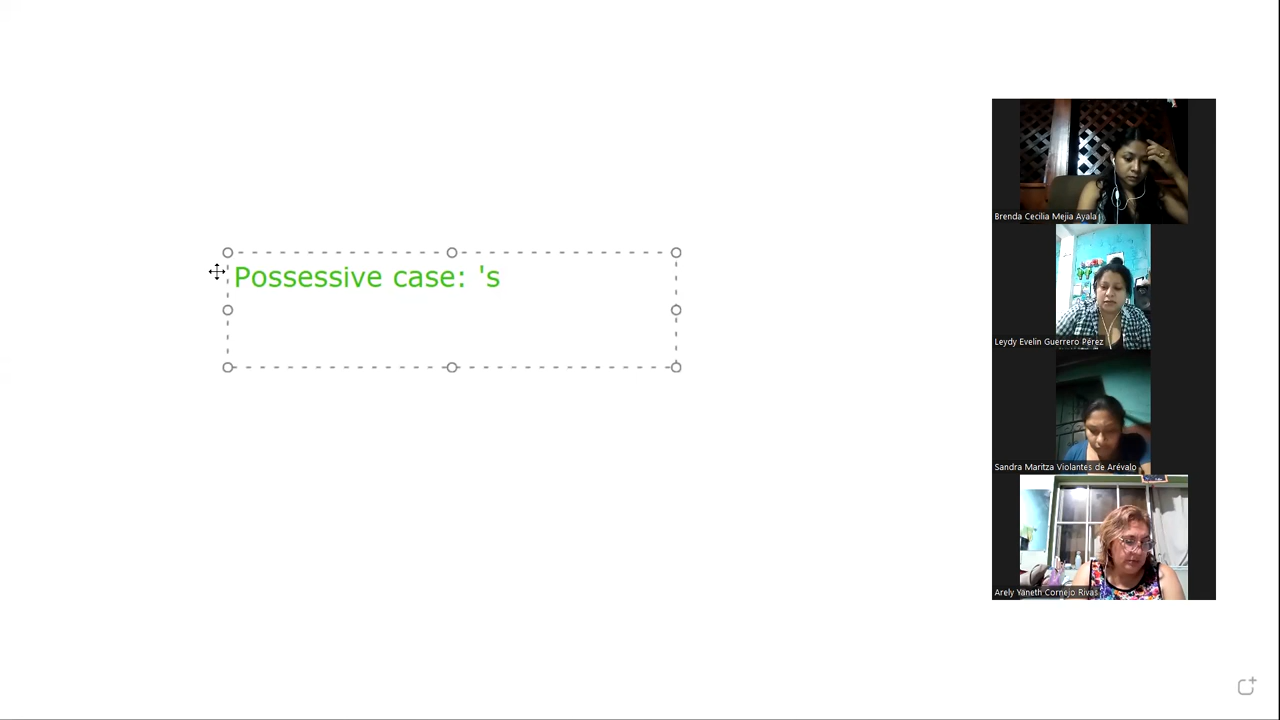 Possessive case: 's
Brenda Cecilia Mejia Ayala
Leydy Evelin Guerrero Pérez
Sandra Maritza Violantes de Arévalo
Arely Yaneth Cornejo Rivas